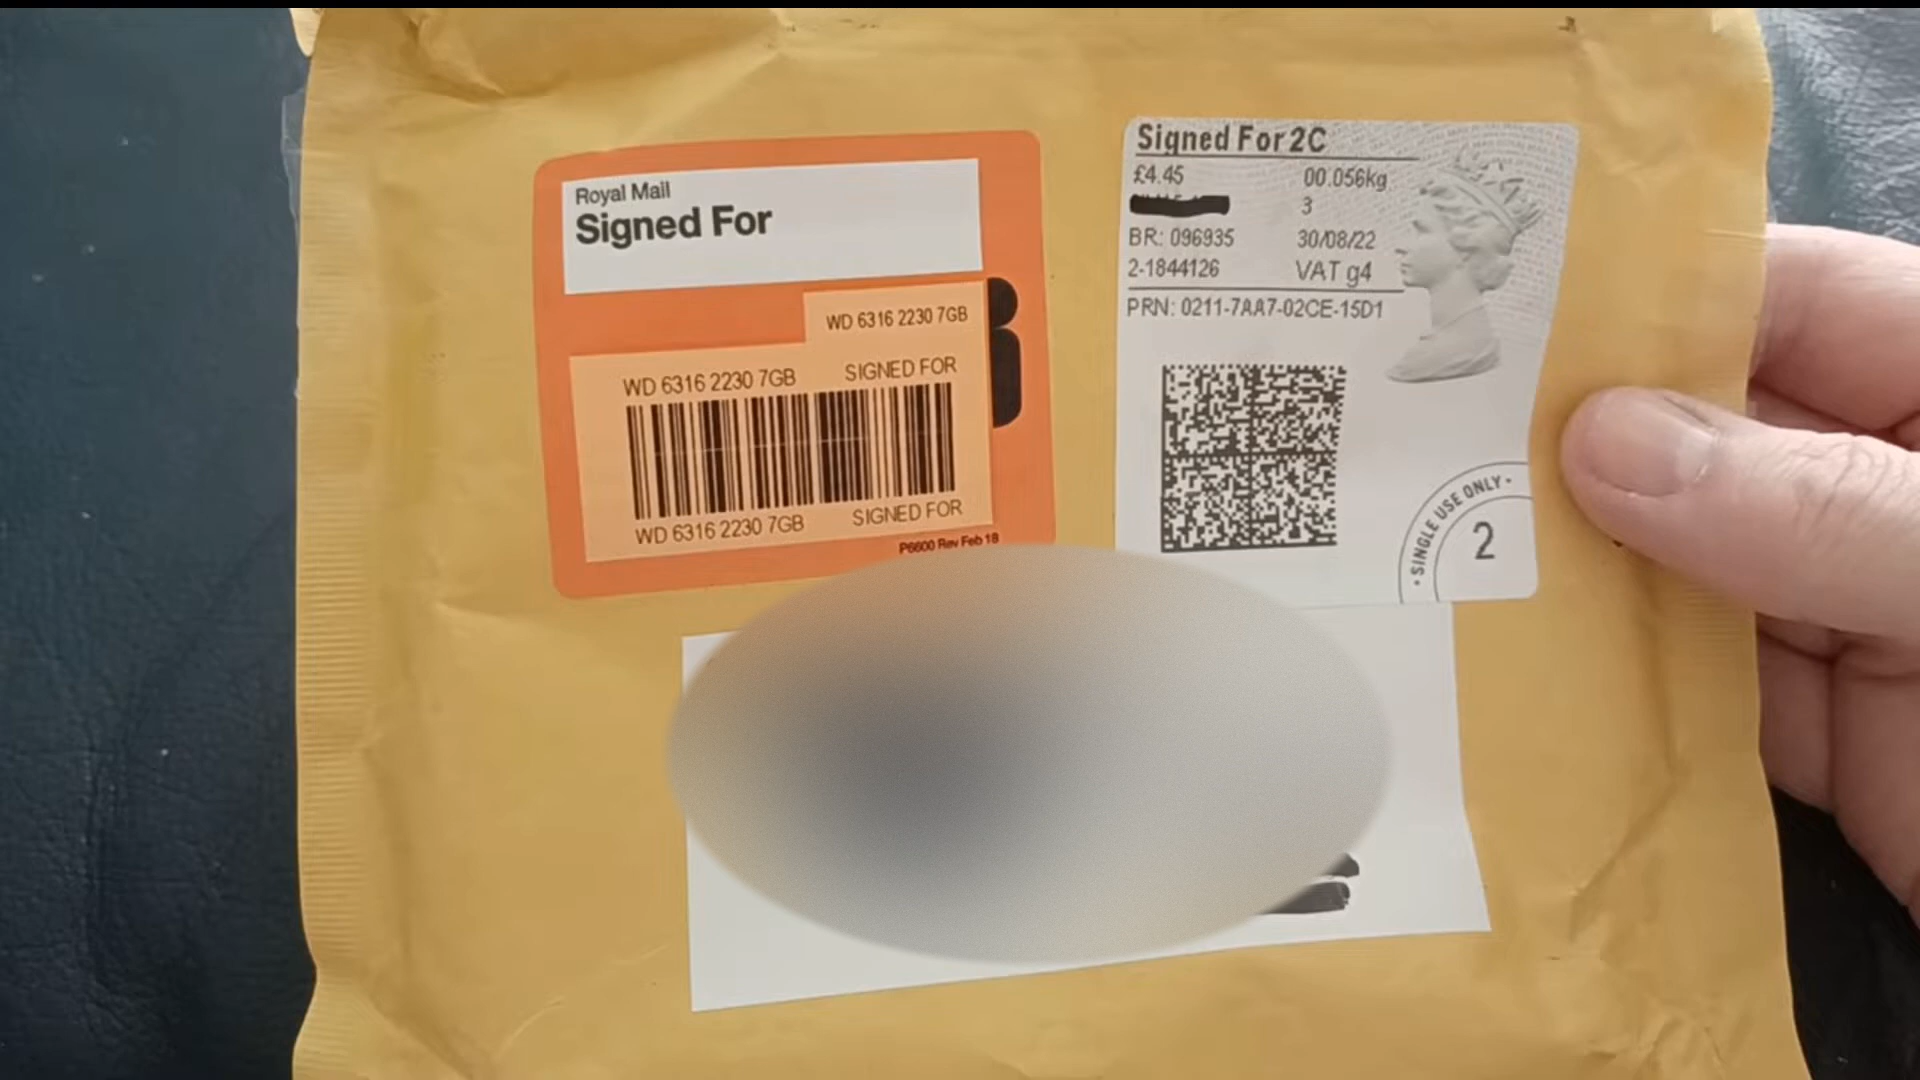 Royal Mail
Signed For
WD 6316 2230 7GB
WD 6316 2230 7GB SIGNED FOR
WD 6316 2230 7GB SIGNED FOR
P6600 Rev Feb 18
Signed For 2C
£4.45 00.056kg
3
BR: 096935 30/08/22
2-1844126 VAT g4
PRN: 0211-7AA7-02CE-15D1
• SINGLE USE ONLY •
2